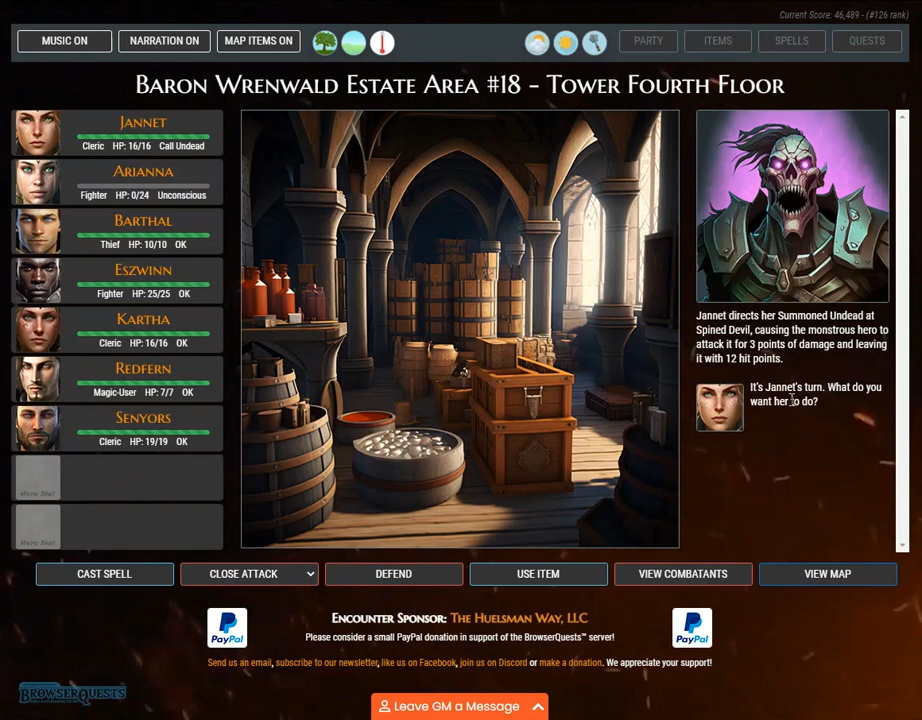 Current Score: 46,489 - (#126 rank)
MUSIC ON
NARRATION ON
MAP ITEMS ON
PARTY
ITEMS
SPELLS
QUESTS
Baron Wrenwald Estate Area #18 - Tower Fourth Floor
Jannet
Cleric HP: 16/16 Call Undead
Arianna
Fighter HP: 0/24 Unconscious
Barthal
Thief HP: 10/10 OK
Eszwinn
Fighter HP: 25/25 OK
Kartha
Cleric HP: 16/16 OK
Redfern
Magic-User HP: 7/7 OK
Senyors
Cleric HP: 19/19 OK
Hero Slot
Hero Slot
Jannet directs her Summoned Undead at
Spined Devil, causing the monstrous hero to
attack it for 3 points of damage and leaving
it with 12 hit points.
It's Jannet's turn. What do you
want her to do?
CAST SPELL
CLOSE ATTACK
DEFEND
USE ITEM
VIEW COMBATANTS
VIEW MAP
PayPal
Encounter Sponsor: The Huelsman Way, LLC
Please consider a small PayPal donation in support of the BrowserQuests™ server!
PayPal
Send us an email, subscribe to our newsletter, like us on Facebook, join us on Discord or make a donation. We appreciate your support!
BrowserQuests
Leave GM a Message